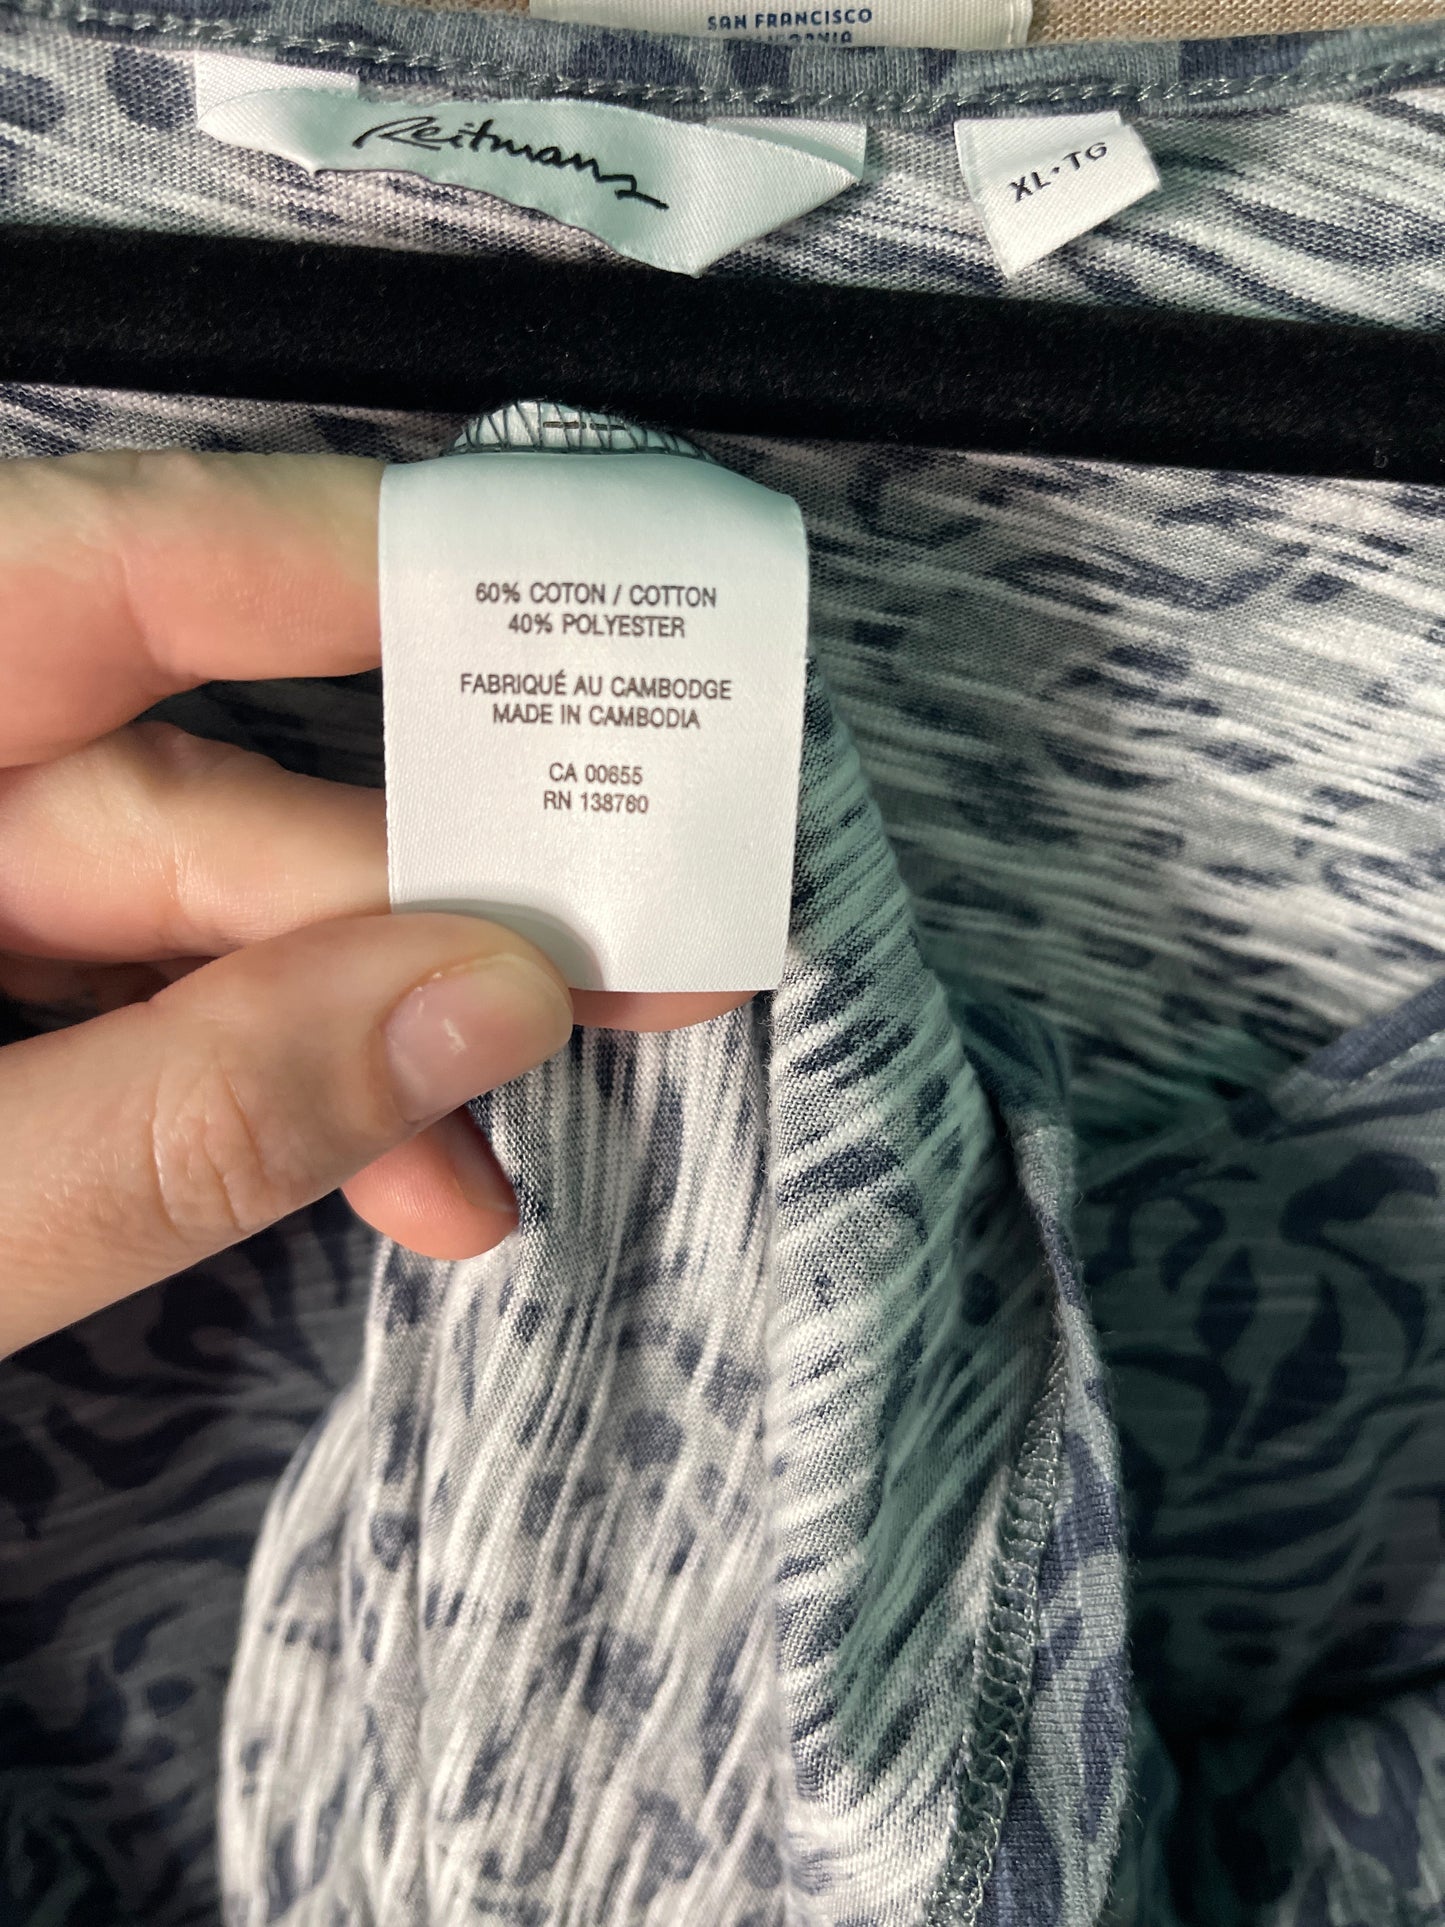 SAN FRANCISCO
Reitmans
XL·TG
60% COTON / COTTON
40% POLYESTER
FABRIQUÉ AU CAMBODGE
MADE IN CAMBODIA
CA 00655
RN 138760